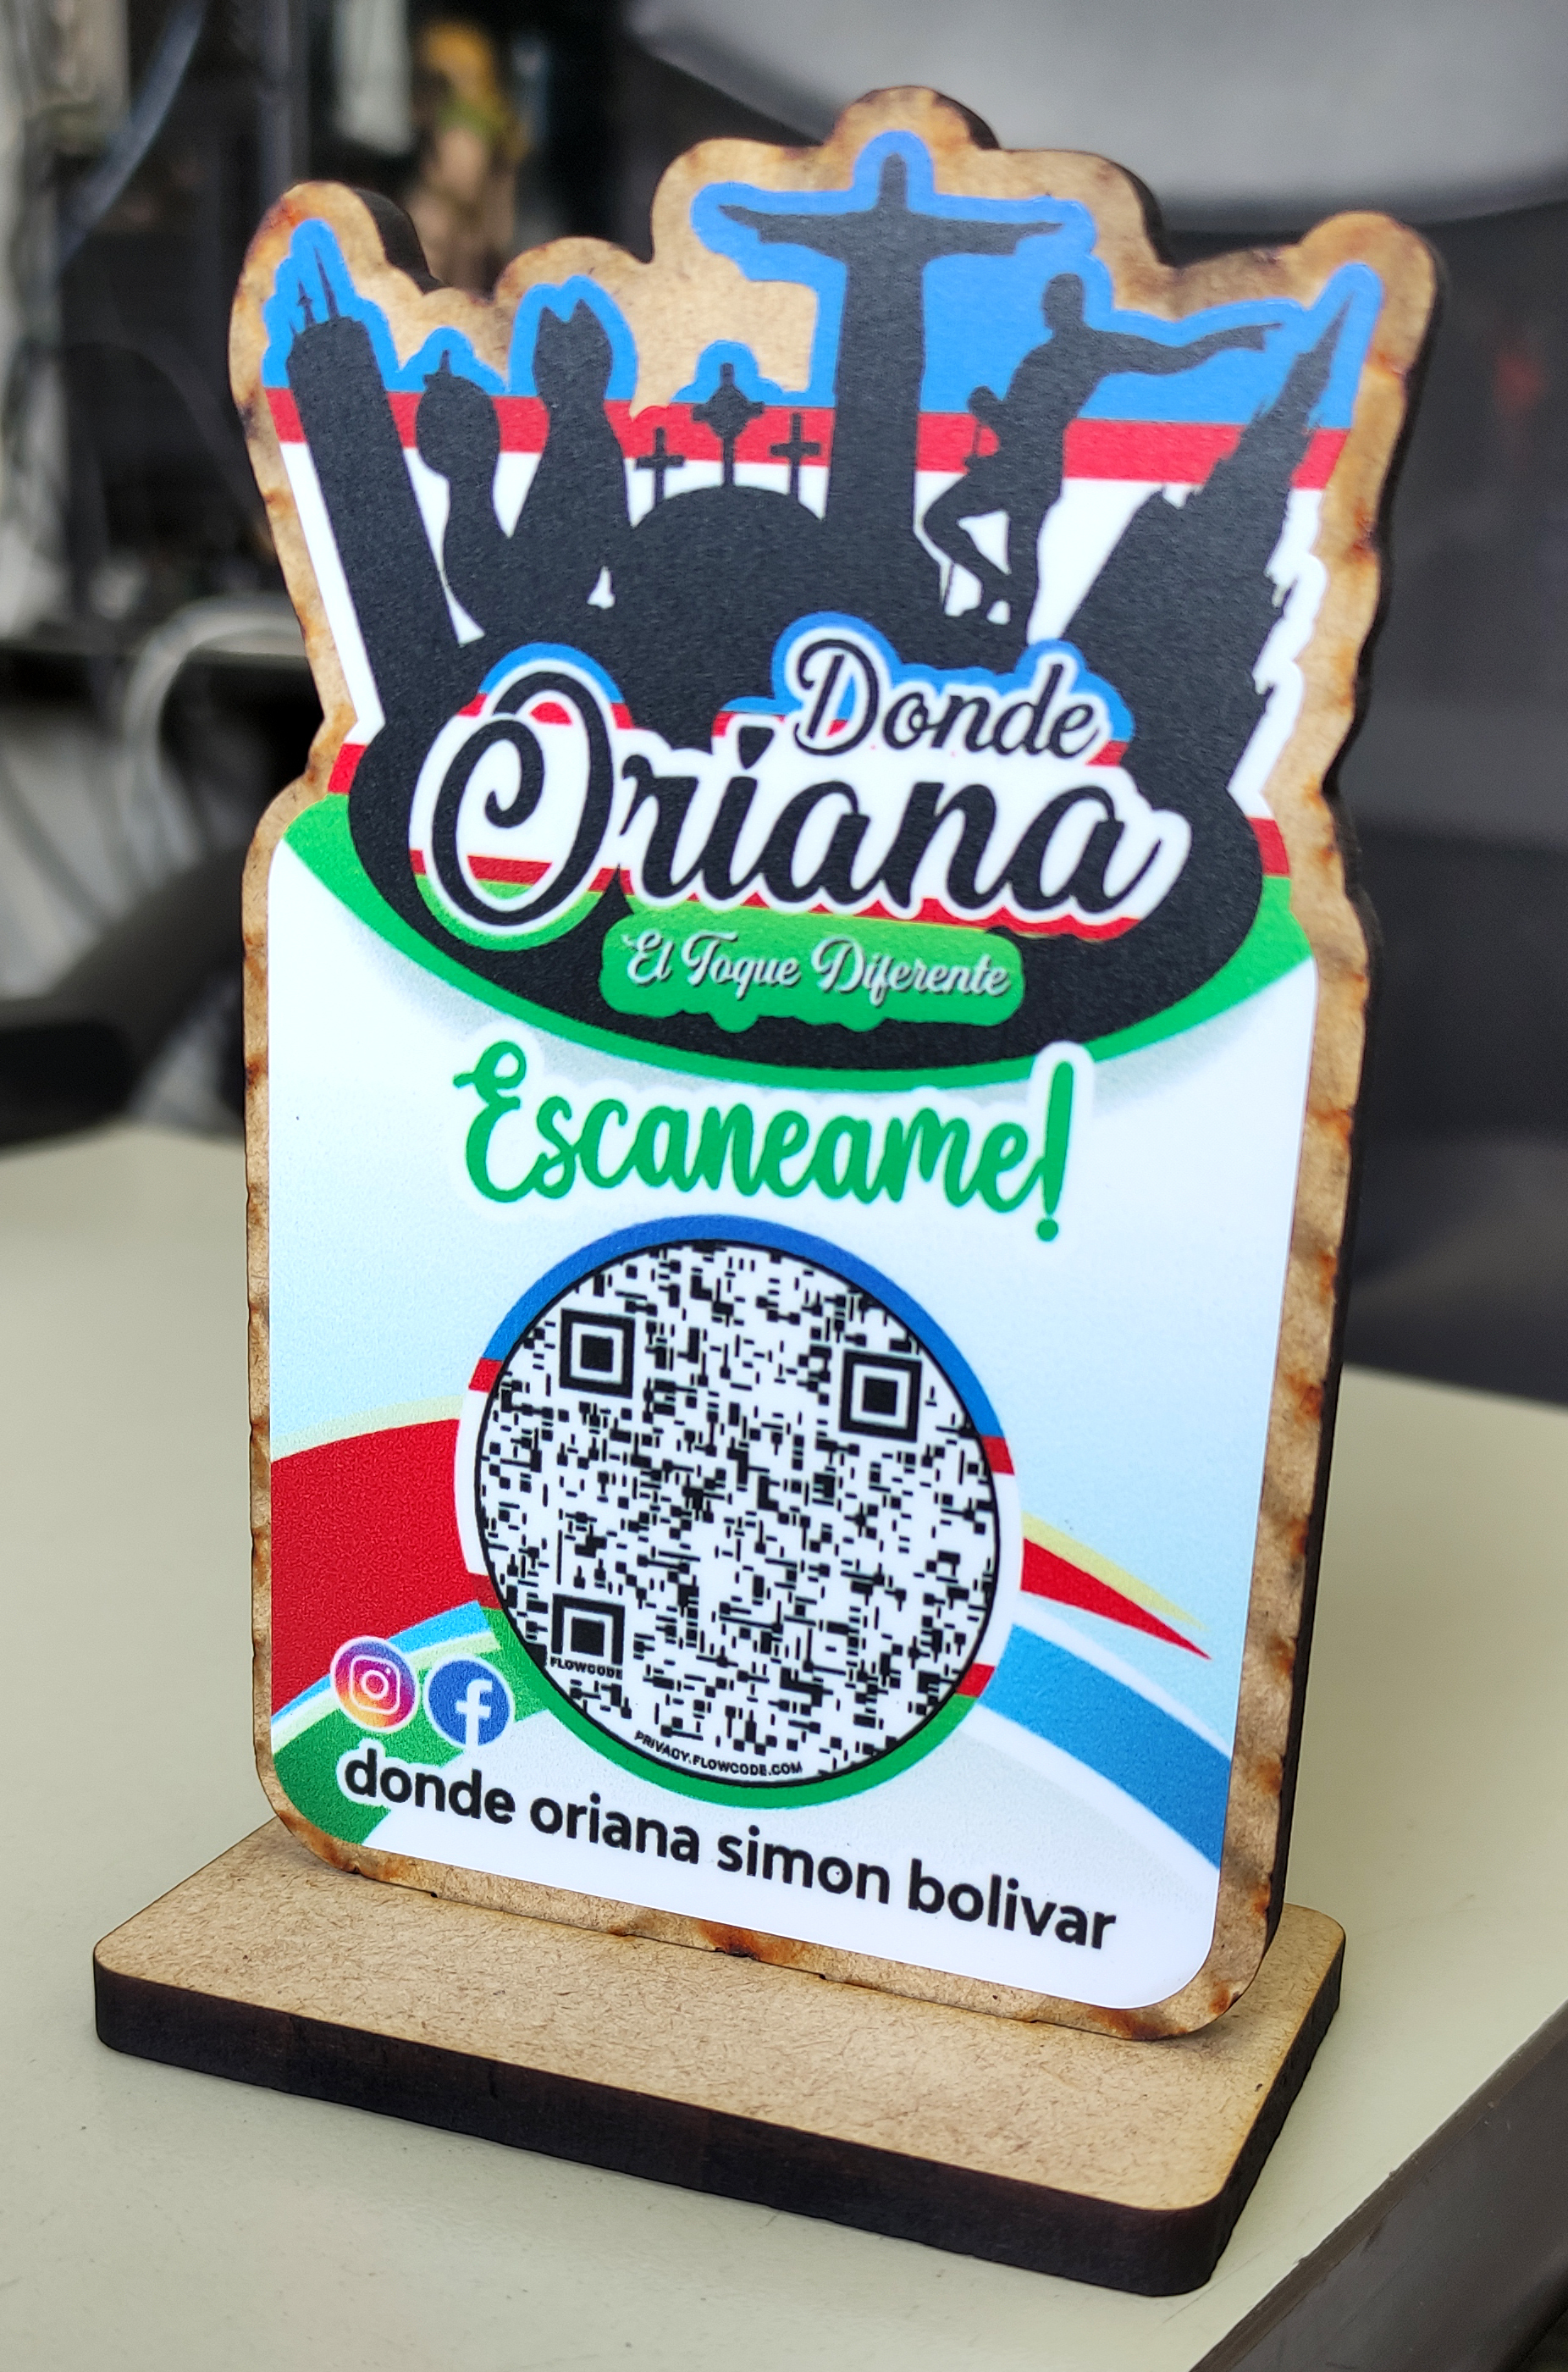 Donde
Oriana
El Toque Diferente
Escaneame!
FLOWCODE
PRIVACY.FLOWCODE.COM
donde oriana simon bolivar